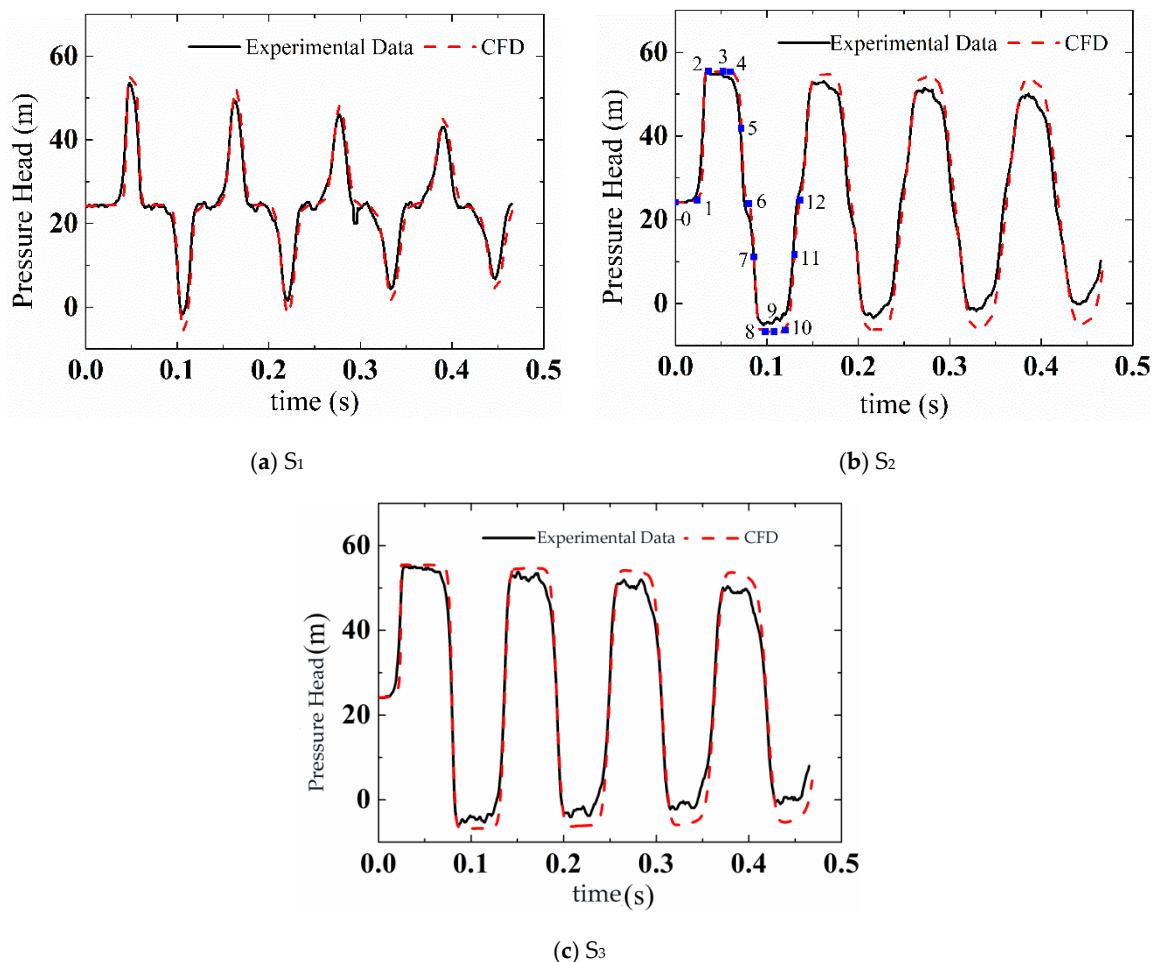 Experimental Data
CFD
60
40
20
0
Pressure Head (m)
0.0 0.1 0.2 0.3 0.4 0.5
time (s)
(a) S1
Experimental Data
CFD
60
40
20
0
Pressure Head (m)
0
1
2
3
4
5
6
7
8
9
10
11
12
0.0 0.1 0.2 0.3 0.4 0.5
time (s)
(b) S2
Experimental Data
CFD
60
40
20
0
Pressure Head (m)
0.0 0.1 0.2 0.3 0.4 0.5
time (s)
(c) S3